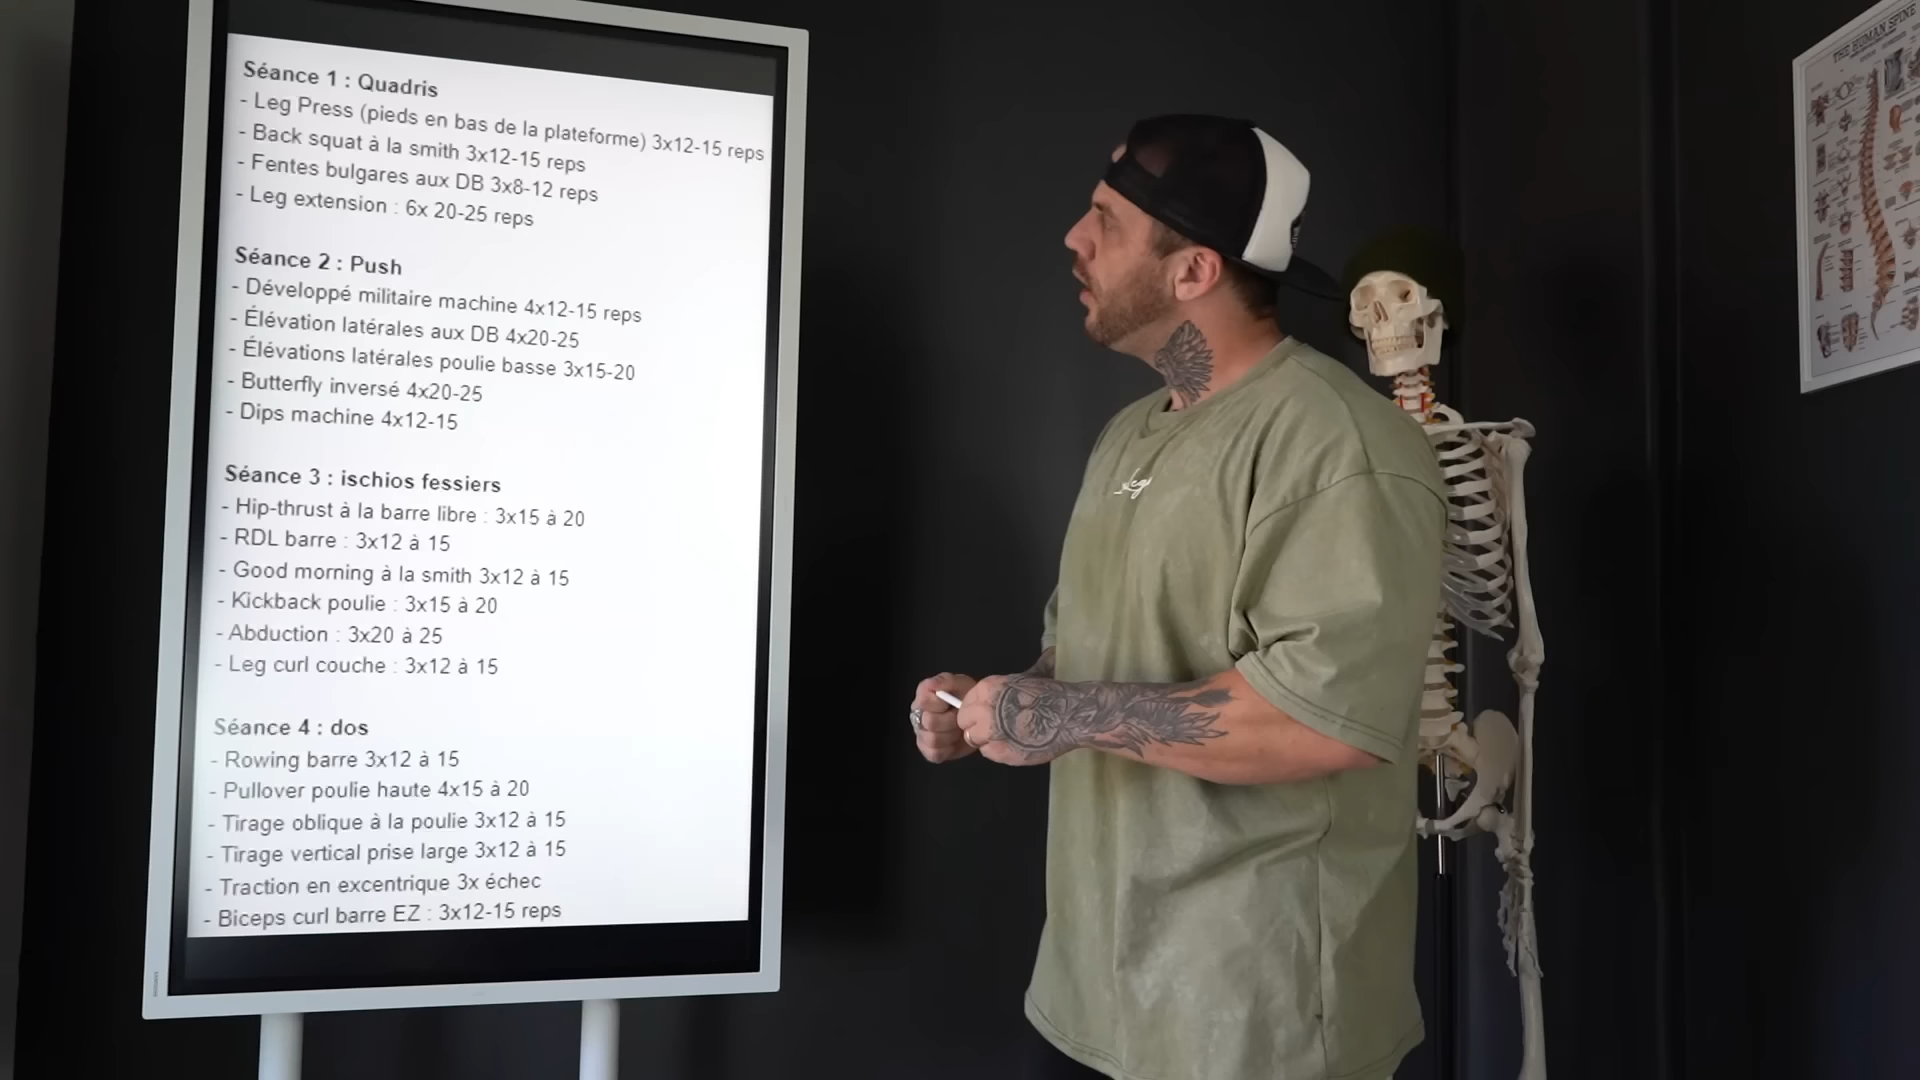 Séance 1 : Quadris
- Leg Press (pieds en bas de la plateforme) 3x12-15 reps
- Back squat à la smith 3x12-15 reps
- Fentes bulgares aux DB 3x8-12 reps
- Leg extension : 6x 20-25 reps
Séance 2 : Push
- Développé militaire machine 4x12-15 reps
- Élévation latérales aux DB 4x20-25
- Élévations latérales poulie basse 3x15-20
- Butterfly inversé 4x20-25
- Dips machine 4x12-15
Séance 3 : ischios fessiers
- Hip-thrust à la barre libre : 3x15 à 20
- RDL barre : 3x12 à 15
- Good morning à la smith 3x12 à 15
- Kickback poulie : 3x15 à 20
- Abduction : 3x20 à 25
- Leg curl couche : 3x12 à 15
Séance 4 : dos
- Rowing barre 3x12 à 15
- Pullover poulie haute 4x15 à 20
- Tirage oblique à la poulie 3x12 à 15
- Tirage vertical prise large 3x12 à 15
- Traction en excentrique 3x échec
- Biceps curl barre EZ : 3x12-15 reps
THE HUMAN SPINE